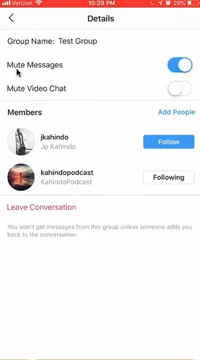 Verizon
10:28 PM
29%
Details
Group Name: Test Group
Mute Messages
Mute Video Chat
Members
Add People
jkahindo
Jp Kahindo
Follow
kahindopodcast
KahindoPodcast
Following
Leave Conversation
You won't get messages from this group unless someone adds
you back to the conversation.